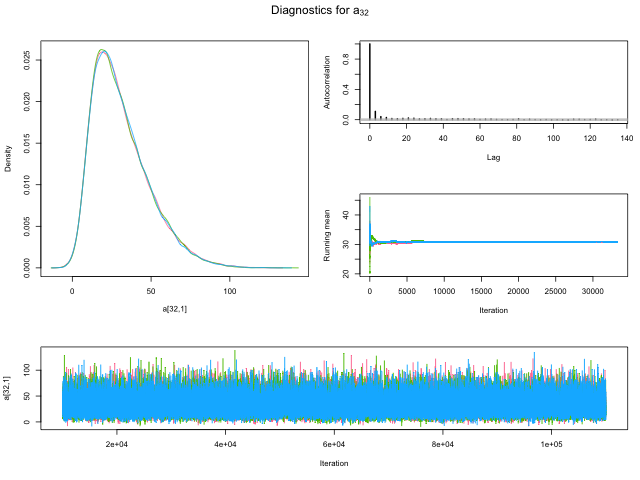 Diagnostics for a32
Density
0.000 0.005 0.010 0.015 0.020 0.025
0 50 100
a[32,1]
Autocorrelation
0.0 0.4 0.8
0 20 40 60 80 100 120 140
Lag
Running mean
20 30 40
0 5000 10000 15000 20000 25000 30000
Iteration
a[32,1]
0 50 100
2e+04 4e+04 6e+04 8e+04 1e+05
Iteration